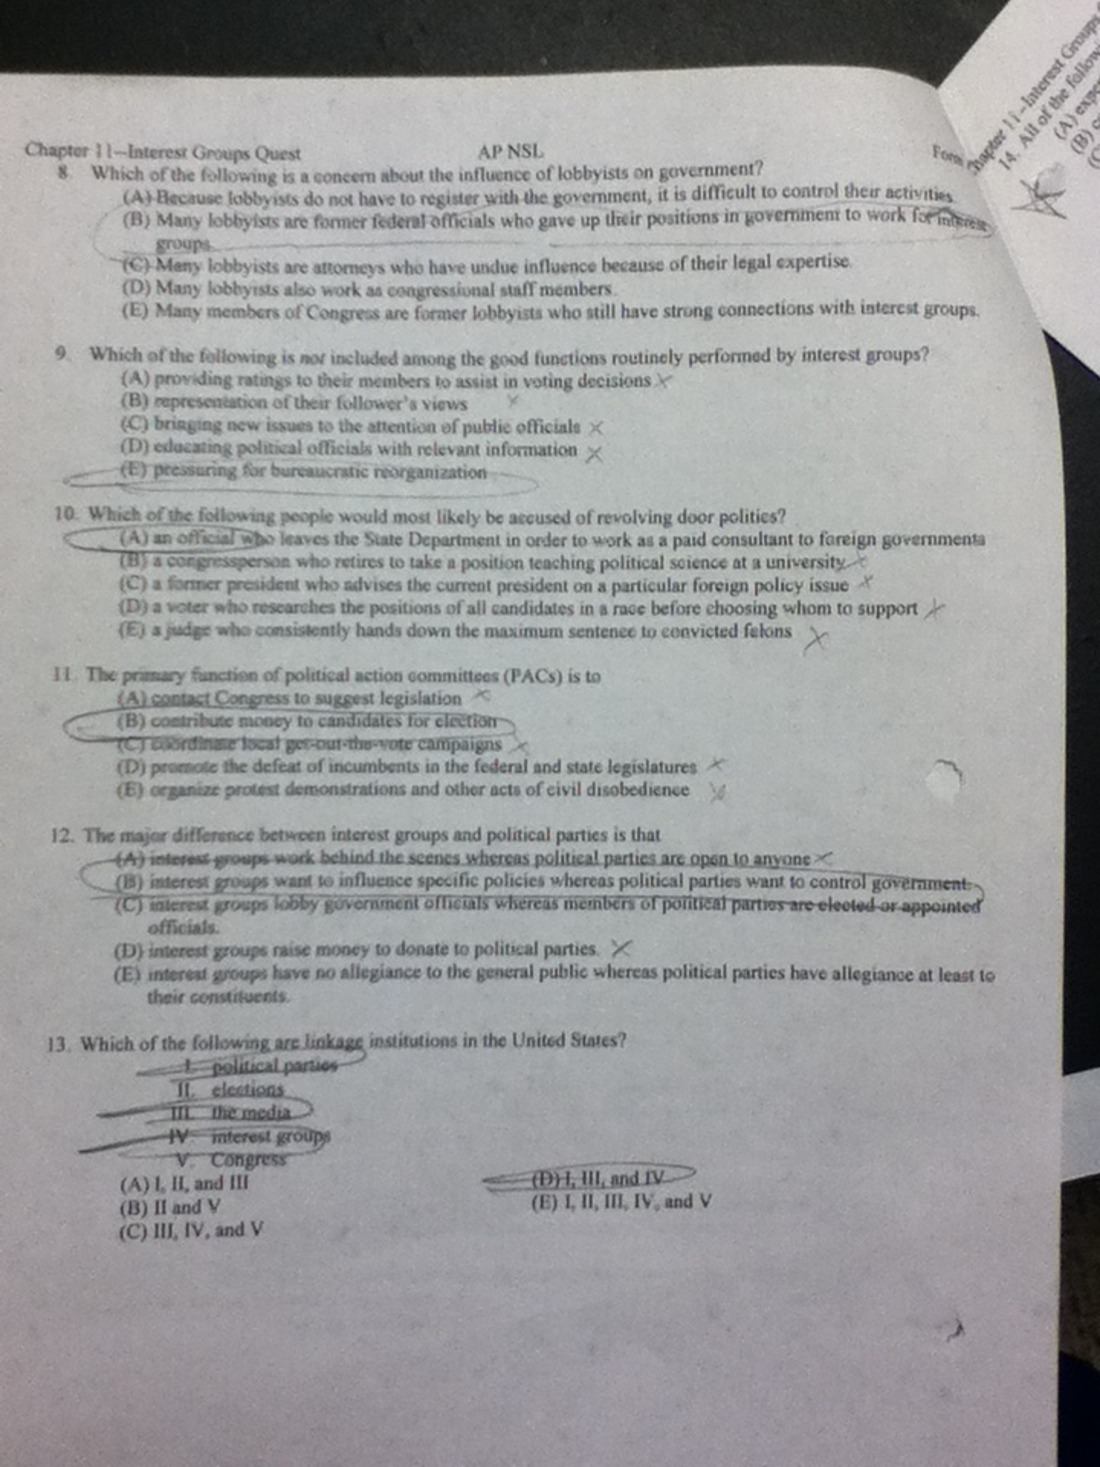 Chapter 11--Interest Groups Quest AP NSL Form
8. Which of the following is a concern about the influence of lobbyists on government?
(A) Because lobbyists do not have to register with the government, it is difficult to control their activities.
(B) Many lobbyists are former federal officials who gave up their positions in government to work for interest
groups.
(C) Many lobbyists are attorneys who have undue influence because of their legal expertise.
(D) Many lobbyists also work as congressional staff members.
(E) Many members of Congress are former lobbyists who still have strong connections with interest groups.
9. Which of the following is not included among the good functions routinely performed by interest groups?
(A) providing ratings to their members to assist in voting decisions
(B) representation of their follower's views
(C) bringing new issues to the attention of public officials
(D) educating political officials with relevant information
(E) pressuring for bureaucratic reorganization
10. Which of the following people would most likely be accused of revolving door politics?
(A) an official who leaves the State Department in order to work as a paid consultant to foreign governments
(B) a congressperson who retires to take a position teaching political science at a university
(C) a former president who advises the current president on a particular foreign policy issue
(D) a voter who researches the positions of all candidates in a race before choosing whom to support
(E) a judge who consistently hands down the maximum sentence to convicted felons
11. The primary function of political action committees (PACs) is to
(A) contact Congress to suggest legislation
(B) contribute money to candidates for election
(C) coordinate local get-out-the-vote campaigns
(D) promote the defeat of incumbents in the federal and state legislatures
(E) organize protest demonstrations and other acts of civil disobedience
12. The major difference between interest groups and political parties is that
(A) interest groups work behind the scenes whereas political parties are open to anyone
(B) interest groups want to influence specific policies whereas political parties want to control government.
(C) interest groups lobby government officials whereas members of political parties are elected or appointed
officials.
(D) interest groups raise money to donate to political parties.
(E) interest groups have no allegiance to the general public whereas political parties have allegiance at least to
their constituents.
13. Which of the following are linkage institutions in the United States?
I. political parties
II. elections
III. the media
IV. interest groups
V. Congress
(A) I, II, and III
(B) II and V
(C) III, IV, and V
(D) I, III, and IV
(E) I, II, III, IV, and V
Chapter 11--Interest Groups
14. All of the
(A)
(B)